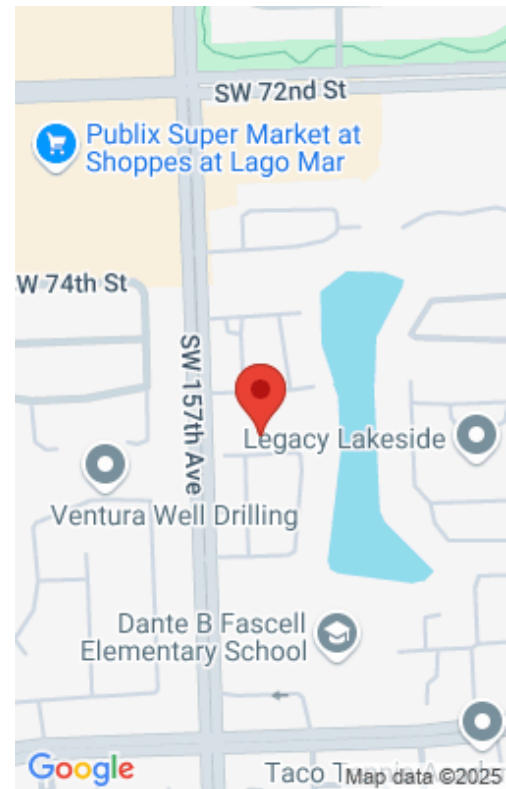 SW 72nd St
Publix Super Market at
Shoppes at Lago Mar
W 74th St
SW 157th Ave
Legacy Lakeside
Ventura Well Drilling
Dante B Fascell
Elementary School
Google
Taco
Map data ©2025